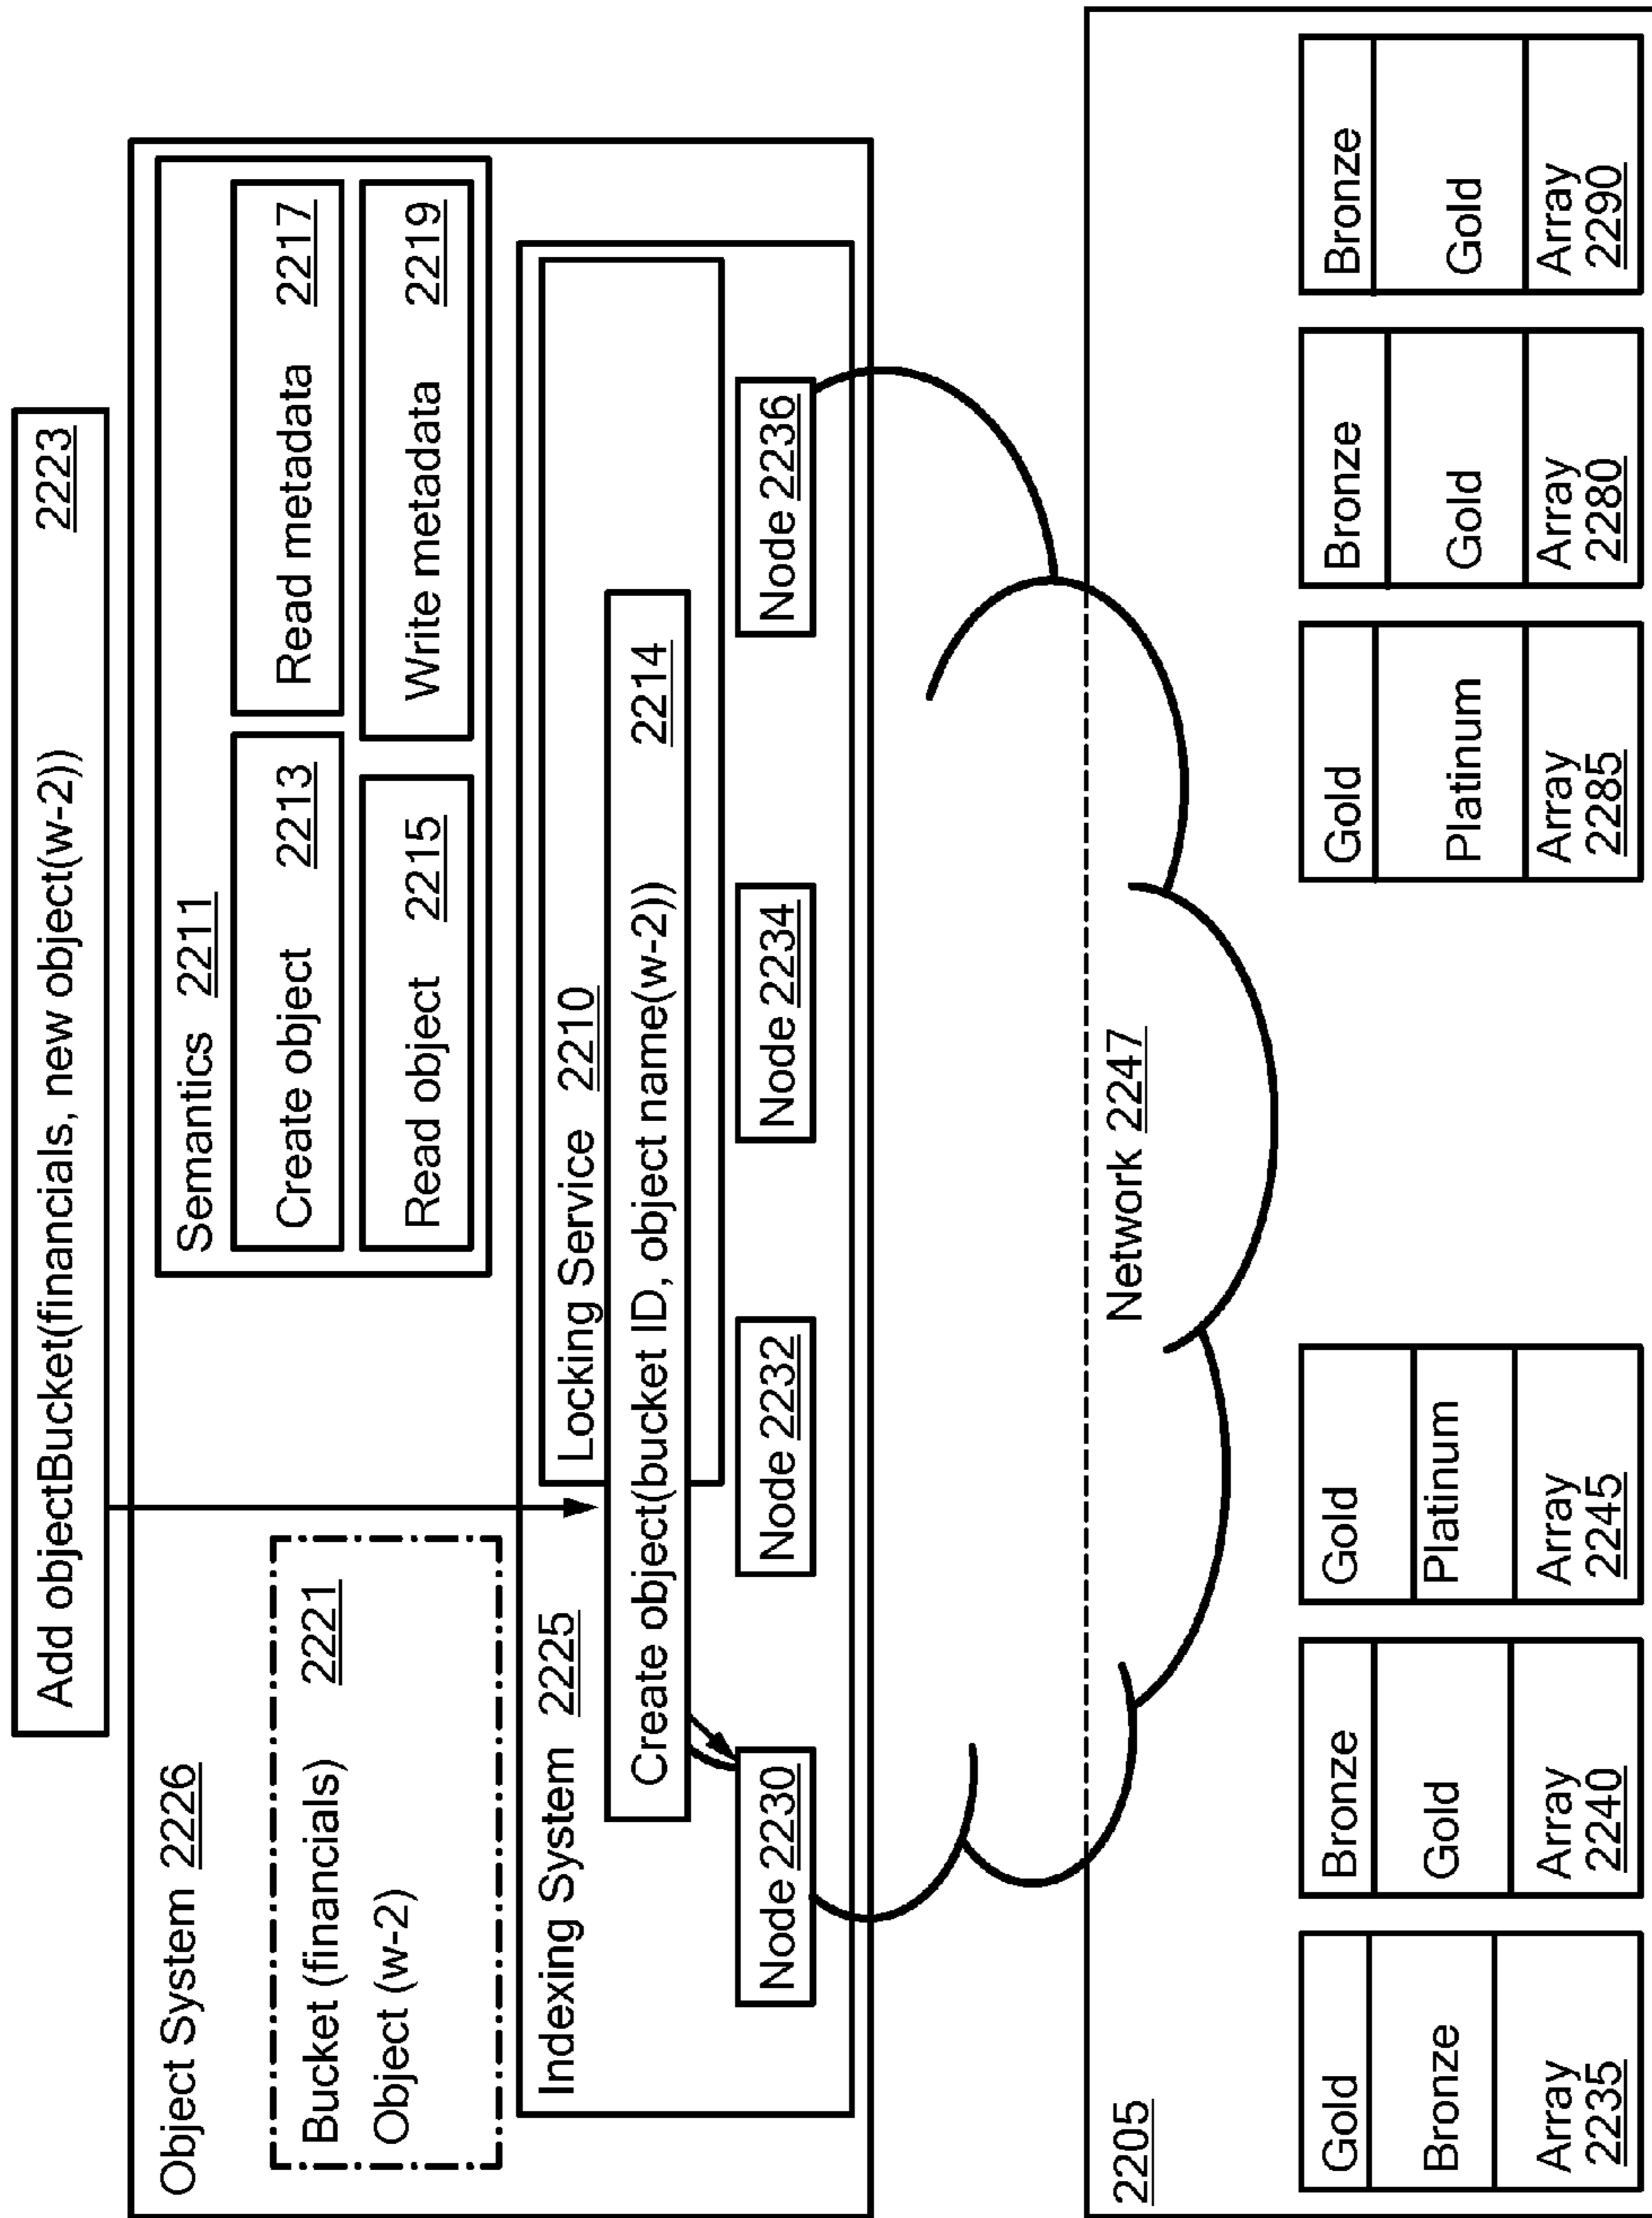 Add objectBucket(financials, new object(w-2)) 2223
Object System 2226
Bucket (financials) 2221
Object (w-2)
Semantics 2211
Create object 2213
Read metadata 2217
Read object 2215
Write metadata 2219
Indexing System 2225
Locking Service 2210
Create object(bucket ID, object name(w-2)) 2214
Node 2230
Node 2232
Node 2234
Node 2236
Network 2247
2205
Gold
Bronze
Array
2235
Bronze
Gold
Array
2240
Gold
Platinum
Array
2245
Gold
Platinum
Array
2285
Bronze
Gold
Array
2280
Bronze
Gold
Array
2290